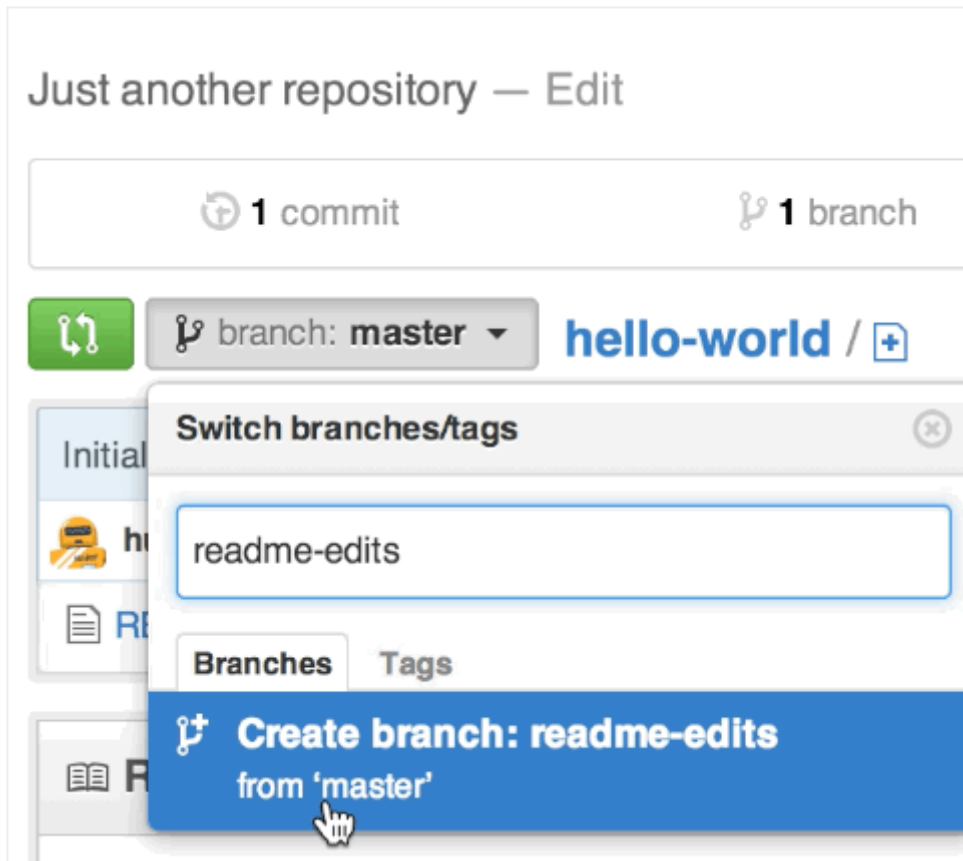 Just another repository — Edit
1 commit
1 branch
branch: master
hello-world /
Switch branches/tags
Initial
readme-edits
Branches
Tags
Create branch: readme-edits
from ‘master’